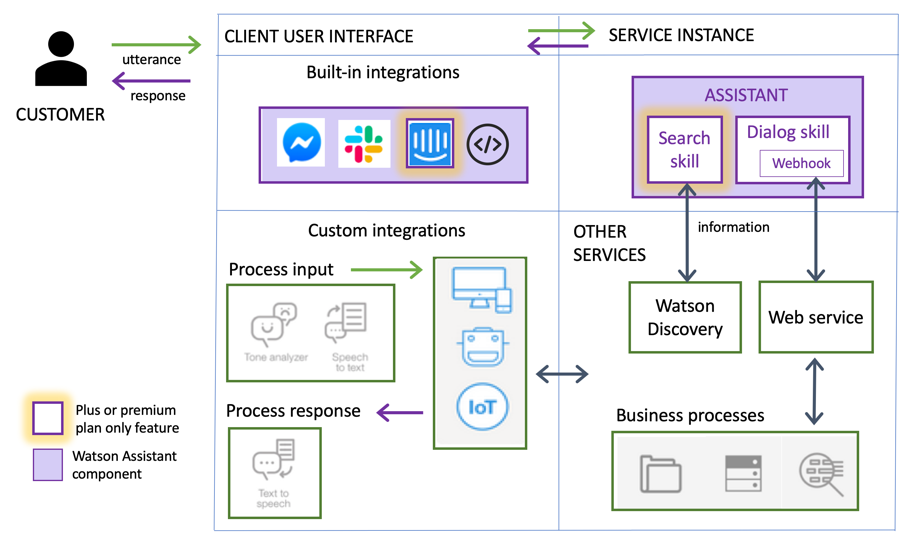 CUSTOMER
utterance
response
CLIENT USER INTERFACE
SERVICE INSTANCE
Built-in integrations
</>
ASSISTANT
Search
skill
Dialog skill
Webhook
Custom integrations
Process input
Tone analyzer
Speech
to text
IoT
Process response
Text to
speech
OTHER
SERVICES
information
Watson
Discovery
Web service
Business processes
Plus or premium
plan only feature
Watson Assistant
component